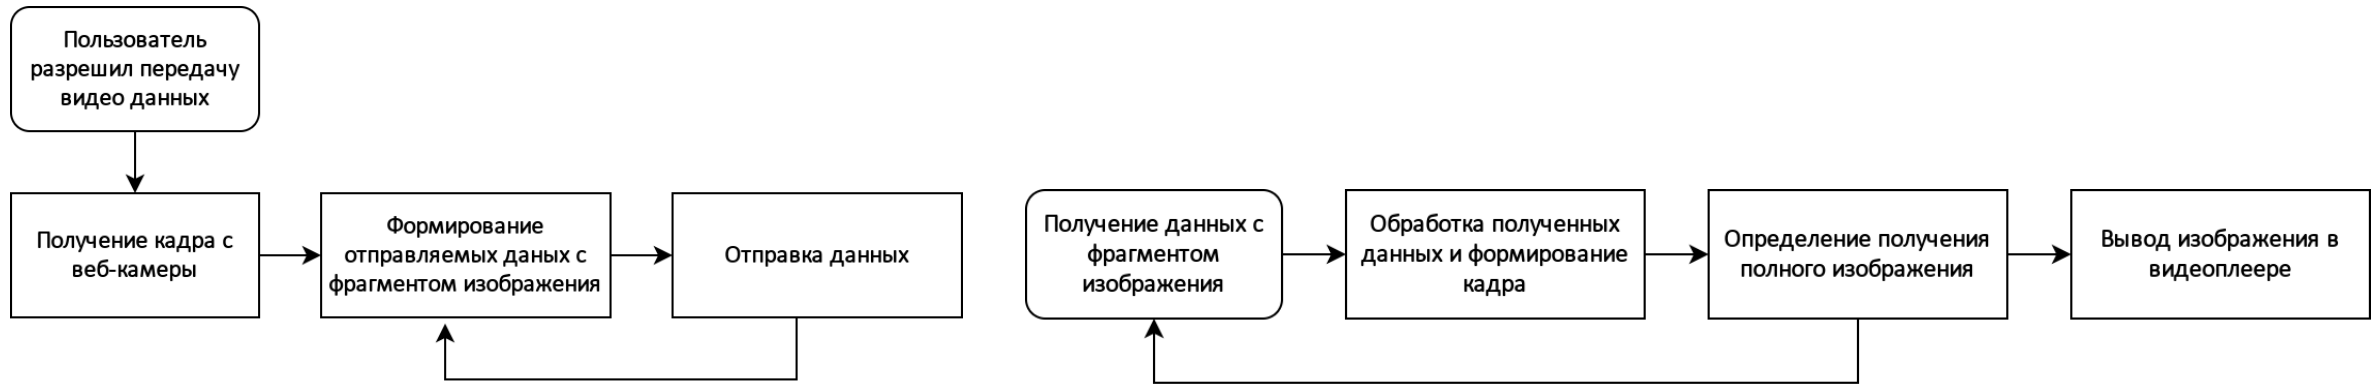 Пользователь
разрешил передачу
видео данных
Получение кадра с
веб-камеры
Формирование
отправляемых даных с
фрагментом изображения
Отправка данных
Получение данных с
фрагментом
изображения
Обработка полученных
данных и формирование
кадра
Определение получения
полного изображения
Вывод изображения в
видеоплеере